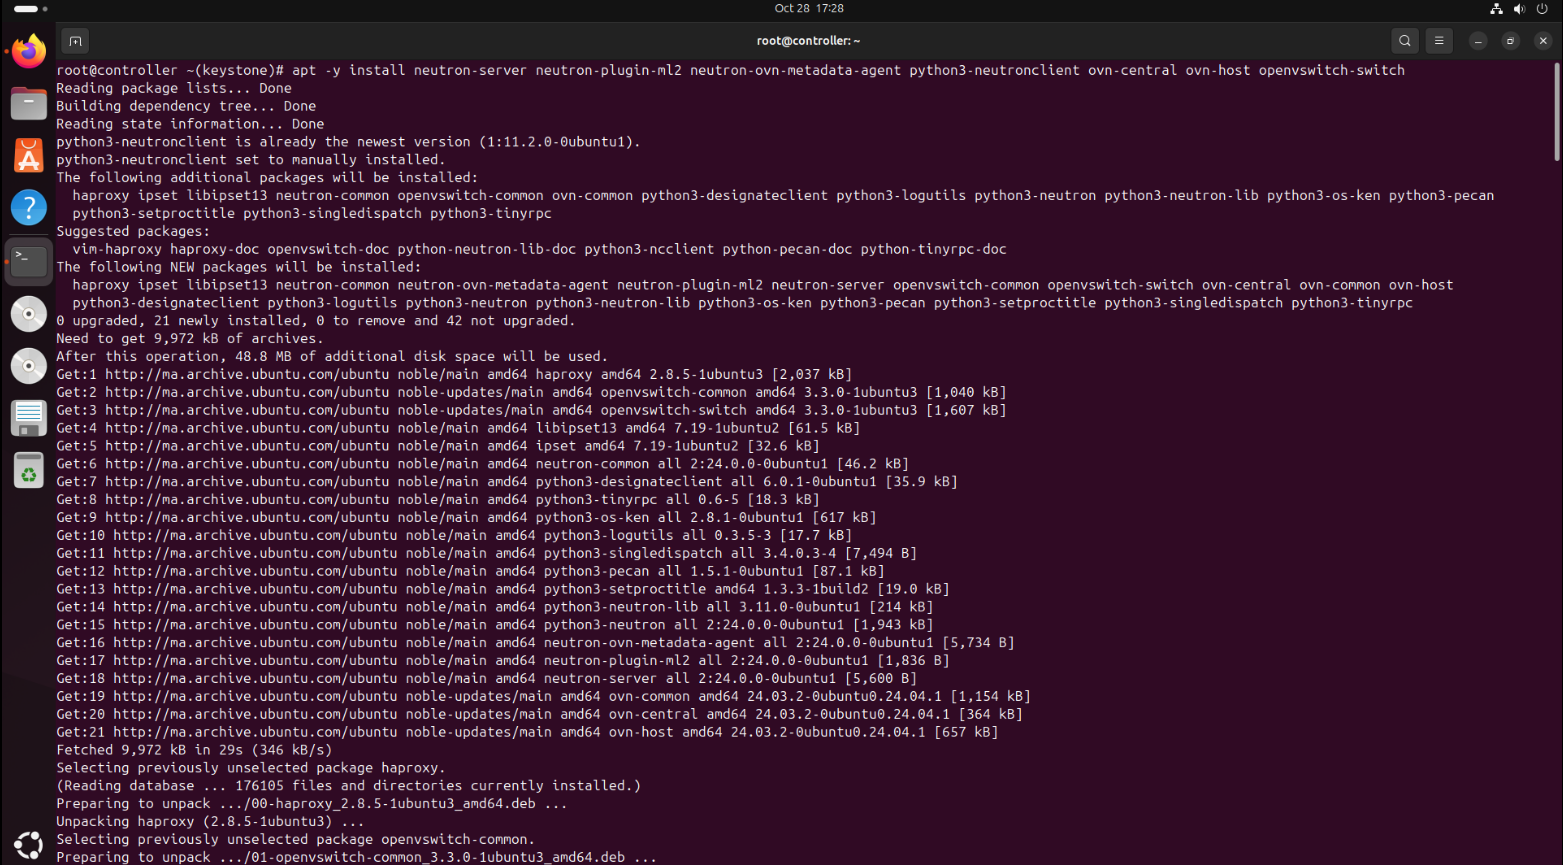 Oct 28 17:28
root@controller: ~
root@controller ~(keystone)# apt -y install neutron-server neutron-plugin-ml2 neutron-ovn-metadata-agent python3-neutronclient ovn-central ovn-host openvswitch-switch
Reading package lists... Done
Building dependency tree... Done
Reading state information... Done
python3-neutronclient is already the newest version (1:11.2.0-0ubuntu1).
python3-neutronclient set to manually installed.
The following additional packages will be installed:
  haproxy ipset libipset13 neutron-common openvswitch-common ovn-common python3-designateclient python3-logutils python3-neutron python3-neutron-lib python3-os-ken python3-pecan
  python3-setproctitle python3-singledispatch python3-tinyrpc
Suggested packages:
  vim-haproxy haproxy-doc openvswitch-doc python-neutron-lib-doc python3-ncclient python-pecan-doc python-tinyrpc-doc
The following NEW packages will be installed:
  haproxy ipset libipset13 neutron-common neutron-ovn-metadata-agent neutron-plugin-ml2 neutron-server openvswitch-common openvswitch-switch ovn-central ovn-common ovn-host
  python3-designateclient python3-logutils python3-neutron python3-neutron-lib python3-os-ken python3-pecan python3-setproctitle python3-singledispatch python3-tinyrpc
0 upgraded, 21 newly installed, 0 to remove and 42 not upgraded.
Need to get 9,972 kB of archives.
After this operation, 48.8 MB of additional disk space will be used.
Get:1 http://ma.archive.ubuntu.com/ubuntu noble/main amd64 haproxy amd64 2.8.5-1ubuntu3 [2,037 kB]
Get:2 http://ma.archive.ubuntu.com/ubuntu noble-updates/main amd64 openvswitch-common amd64 3.3.0-1ubuntu3 [1,040 kB]
Get:3 http://ma.archive.ubuntu.com/ubuntu noble-updates/main amd64 openvswitch-switch amd64 3.3.0-1ubuntu3 [1,607 kB]
Get:4 http://ma.archive.ubuntu.com/ubuntu noble/main amd64 libipset13 amd64 7.19-1ubuntu2 [61.5 kB]
Get:5 http://ma.archive.ubuntu.com/ubuntu noble/main amd64 ipset amd64 7.19-1ubuntu2 [32.6 kB]
Get:6 http://ma.archive.ubuntu.com/ubuntu noble/main amd64 neutron-common all 2:24.0.0-0ubuntu1 [46.2 kB]
Get:7 http://ma.archive.ubuntu.com/ubuntu noble/main amd64 python3-designateclient all 6.0.1-0ubuntu1 [35.9 kB]
Get:8 http://ma.archive.ubuntu.com/ubuntu noble/main amd64 python3-tinyrpc all 0.6-5 [18.3 kB]
Get:9 http://ma.archive.ubuntu.com/ubuntu noble/main amd64 python3-os-ken all 2.8.1-0ubuntu1 [617 kB]
Get:10 http://ma.archive.ubuntu.com/ubuntu noble/main amd64 python3-logutils all 0.3.5-3 [17.7 kB]
Get:11 http://ma.archive.ubuntu.com/ubuntu noble/main amd64 python3-singledispatch all 3.4.0.3-4 [7,494 B]
Get:12 http://ma.archive.ubuntu.com/ubuntu noble/main amd64 python3-pecan all 1.5.1-0ubuntu1 [87.1 kB]
Get:13 http://ma.archive.ubuntu.com/ubuntu noble/main amd64 python3-setproctitle amd64 1.3.3-1build2 [19.0 kB]
Get:14 http://ma.archive.ubuntu.com/ubuntu noble/main amd64 python3-neutron-lib all 3.11.0-0ubuntu1 [214 kB]
Get:15 http://ma.archive.ubuntu.com/ubuntu noble/main amd64 python3-neutron all 2:24.0.0-0ubuntu1 [1,943 kB]
Get:16 http://ma.archive.ubuntu.com/ubuntu noble/main amd64 neutron-ovn-metadata-agent all 2:24.0.0-0ubuntu1 [5,734 B]
Get:17 http://ma.archive.ubuntu.com/ubuntu noble/main amd64 neutron-plugin-ml2 all 2:24.0.0-0ubuntu1 [1,836 B]
Get:18 http://ma.archive.ubuntu.com/ubuntu noble/main amd64 neutron-server all 2:24.0.0-0ubuntu1 [5,600 B]
Get:19 http://ma.archive.ubuntu.com/ubuntu noble-updates/main amd64 ovn-common amd64 24.03.2-0ubuntu0.24.04.1 [1,154 kB]
Get:20 http://ma.archive.ubuntu.com/ubuntu noble-updates/main amd64 ovn-central amd64 24.03.2-0ubuntu0.24.04.1 [364 kB]
Get:21 http://ma.archive.ubuntu.com/ubuntu noble-updates/main amd64 ovn-host amd64 24.03.2-0ubuntu0.24.04.1 [657 kB]
Fetched 9,972 kB in 29s (346 kB/s)
Selecting previously unselected package haproxy.
(Reading database ... 176105 files and directories currently installed.)
Preparing to unpack .../00-haproxy_2.8.5-1ubuntu3_amd64.deb ...
Unpacking haproxy (2.8.5-1ubuntu3) ...
Selecting previously unselected package openvswitch-common.
Preparing to unpack .../01-openvswitch-common_3.3.0-1ubuntu3_amd64.deb ...